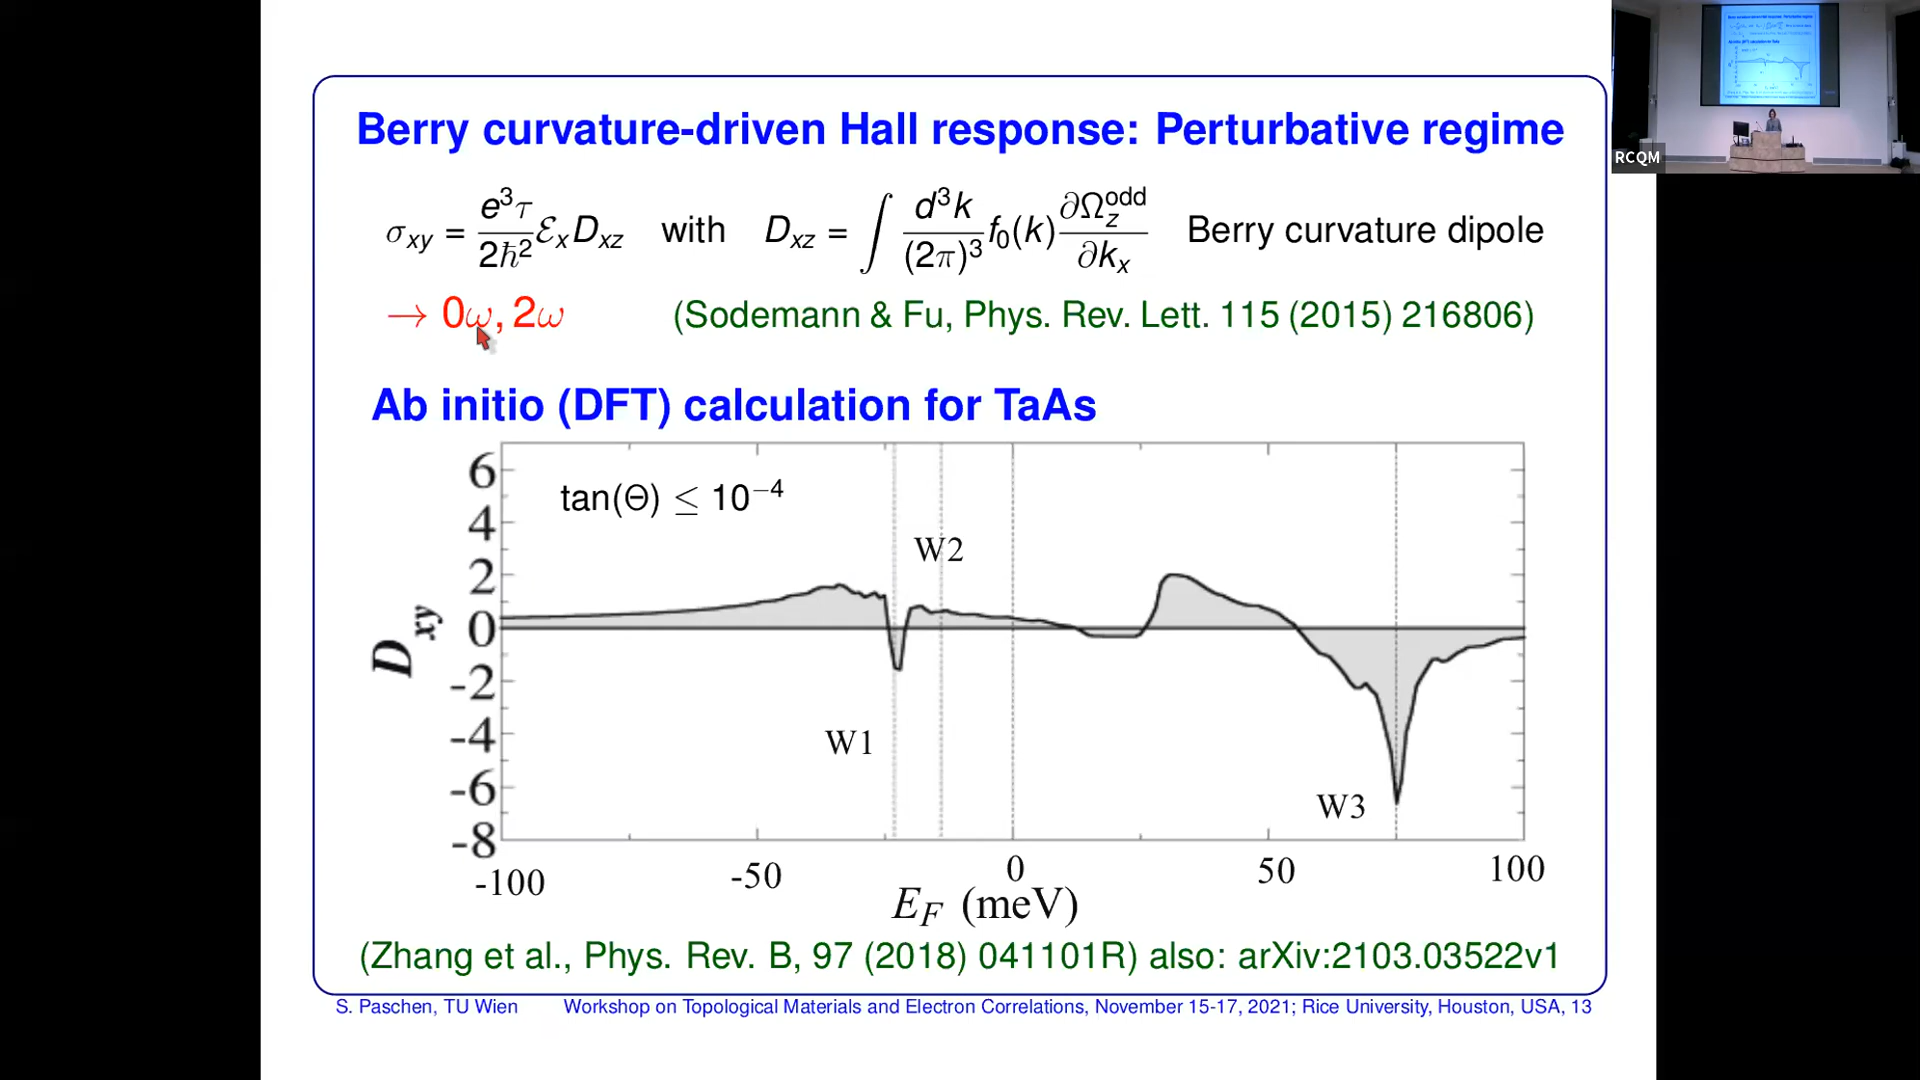 Berry curvature-driven Hall response: Perturbative regime
σxy = e³τ / 2ħ² ℰx Dxz with Dxz = ∫ d³k / (2π)³ f₀(k) ∂Ωz^odd / ∂kx Berry curvature dipole
→ 0ω, 2ω (Sodemann & Fu, Phys. Rev. Lett. 115 (2015) 216806)
Ab initio (DFT) calculation for TaAs
tan(Θ) ≤ 10⁻⁴
6
4
2
0
-2
-4
-6
-8
Dxy
W2
W1
W3
-100 -50 0 50 100
E_F (meV)
(Zhang et al., Phys. Rev. B, 97 (2018) 041101R) also: arXiv:2103.03522v1
S. Paschen, TU Wien Workshop on Topological Materials and Electron Correlations, November 15-17, 2021; Rice University, Houston, USA, 13
RCQM